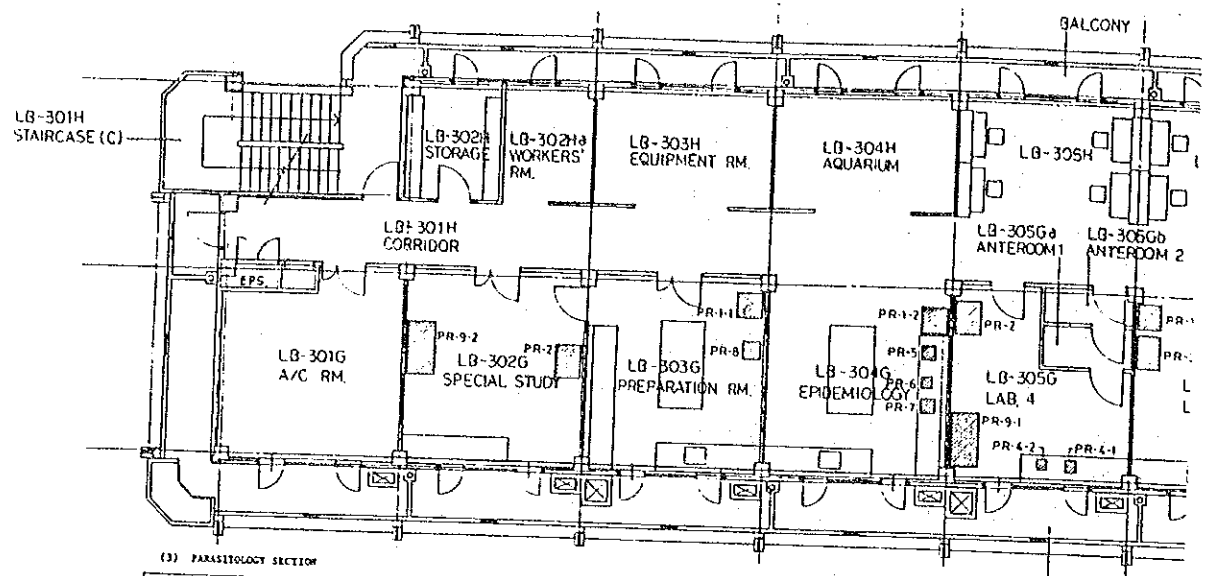 BALCONY
LB-301H
STAIRCASE (C)
LB-302H
STORAGE
LB-302Ha
WORKERS'
RM.
LB-303H
EQUIPMENT RM.
LB-304H
AQUARIUM
LB-305H
LB-301H
CORRIDOR
LB-305Ga
ANTEROOM 1
LB-305Gb
ANTEROOM 2
EPS.
LB-301G
A/C RM.
PR-9-2
LB-302G
SPECIAL STUDY
PR-2
PR-1-1
PR-8
LB-303G
PREPARATION RM.
PR-1-2
PR-5
PR-6
PR-7
LB-304G
EPIDEMIOLOGY
PR-2
LB-305G
LAB, 4
PR-9-1
PR-4-2
PR-4-1
(3) PARASITOLOGY SECTION